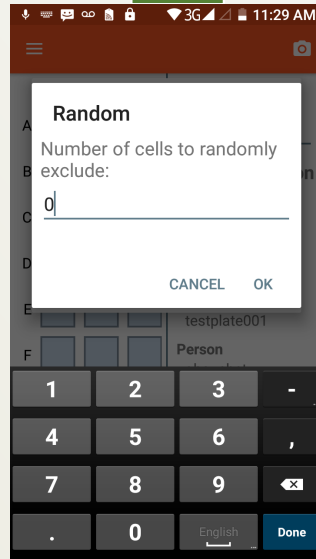 3G 11:29 AM
A
Random
Number of cells to randomly
B exclude:
0
C
D
CANCEL OK
E
testplate001
F Person
1 2 3 -
4 5 6 ,
7 8 9
. 0 English ...
Done